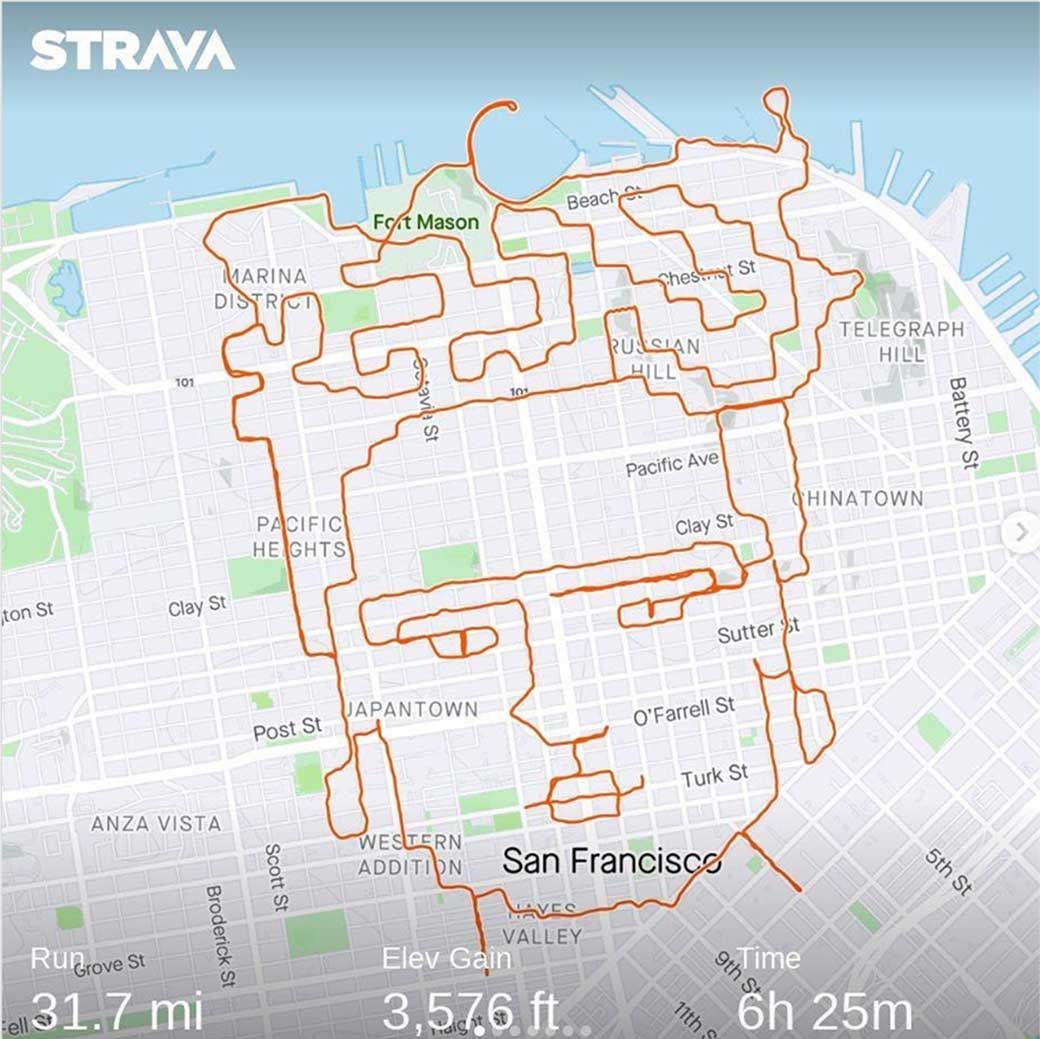 STRAVA
Beach St
Fort Mason
MARINA
DISTRICT
Chestnut St
TELEGRAPH
HILL
RUSSIAN
HILL
101
101
Octavia St
Battery St
Pacific Ave
CHINATOWN
PACIFIC
HEIGHTS
Clay St
Clay St
ton St
Sutter St
JAPANTOWN
O'Farrell St
Post St
Turk St
ANZA VISTA
WESTERN
ADDITION
San Francisco
Scott St
5th St
Broderick St
HAYES
VALLEY
Run
Grove St
Elev Gain
Time
9th St
31.7 mi
3,576 ft
6h 25m
Fell St
Haight St
11th St